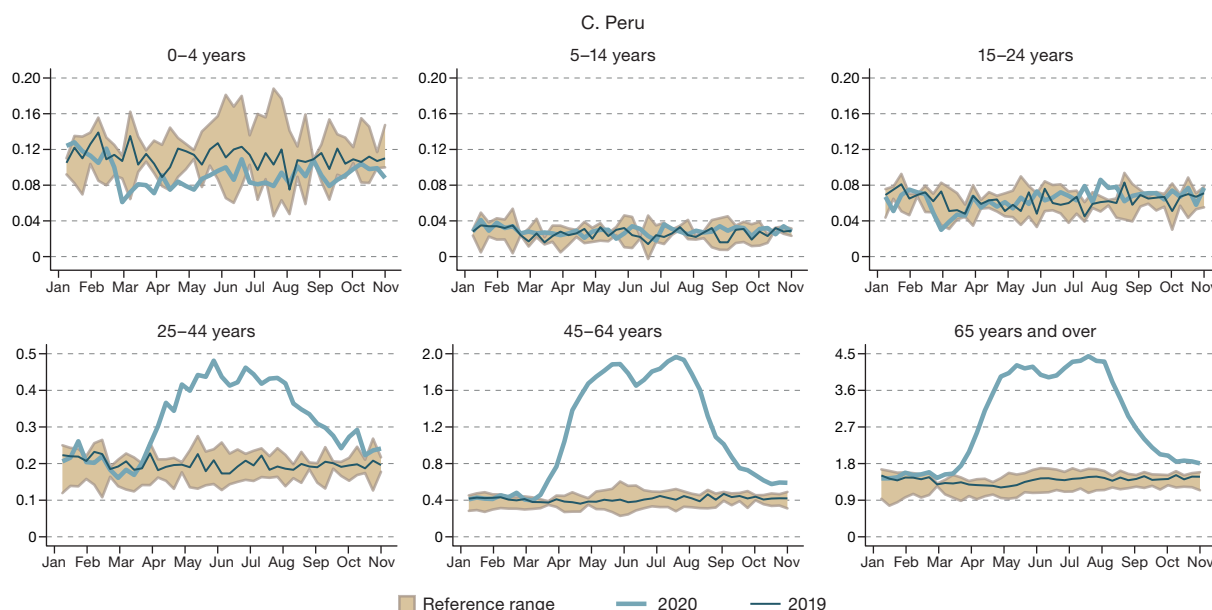 C. Peru
0–4 years
5–14 years
15–24 years
0.20
0.16
0.12
0.08
0.04
0
Jan Feb Mar Apr May Jun Jul Aug Sep Oct Nov
0.20
0.16
0.12
0.08
0.04
0
Jan Feb Mar Apr May Jun Jul Aug Sep Oct Nov
0.20
0.16
0.12
0.08
0.04
0
Jan Feb Mar Apr May Jun Jul Aug Sep Oct Nov
25–44 years
45–64 years
65 years and over
0.5
0.4
0.3
0.2
0.1
0
Jan Feb Mar Apr May Jun Jul Aug Sep Oct Nov
2.0
1.6
1.2
0.8
0.4
0
Jan Feb Mar Apr May Jun Jul Aug Sep Oct Nov
4.5
3.6
2.7
1.8
0.9
0
Jan Feb Mar Apr May Jun Jul Aug Sep Oct Nov
Reference range 2020 2019